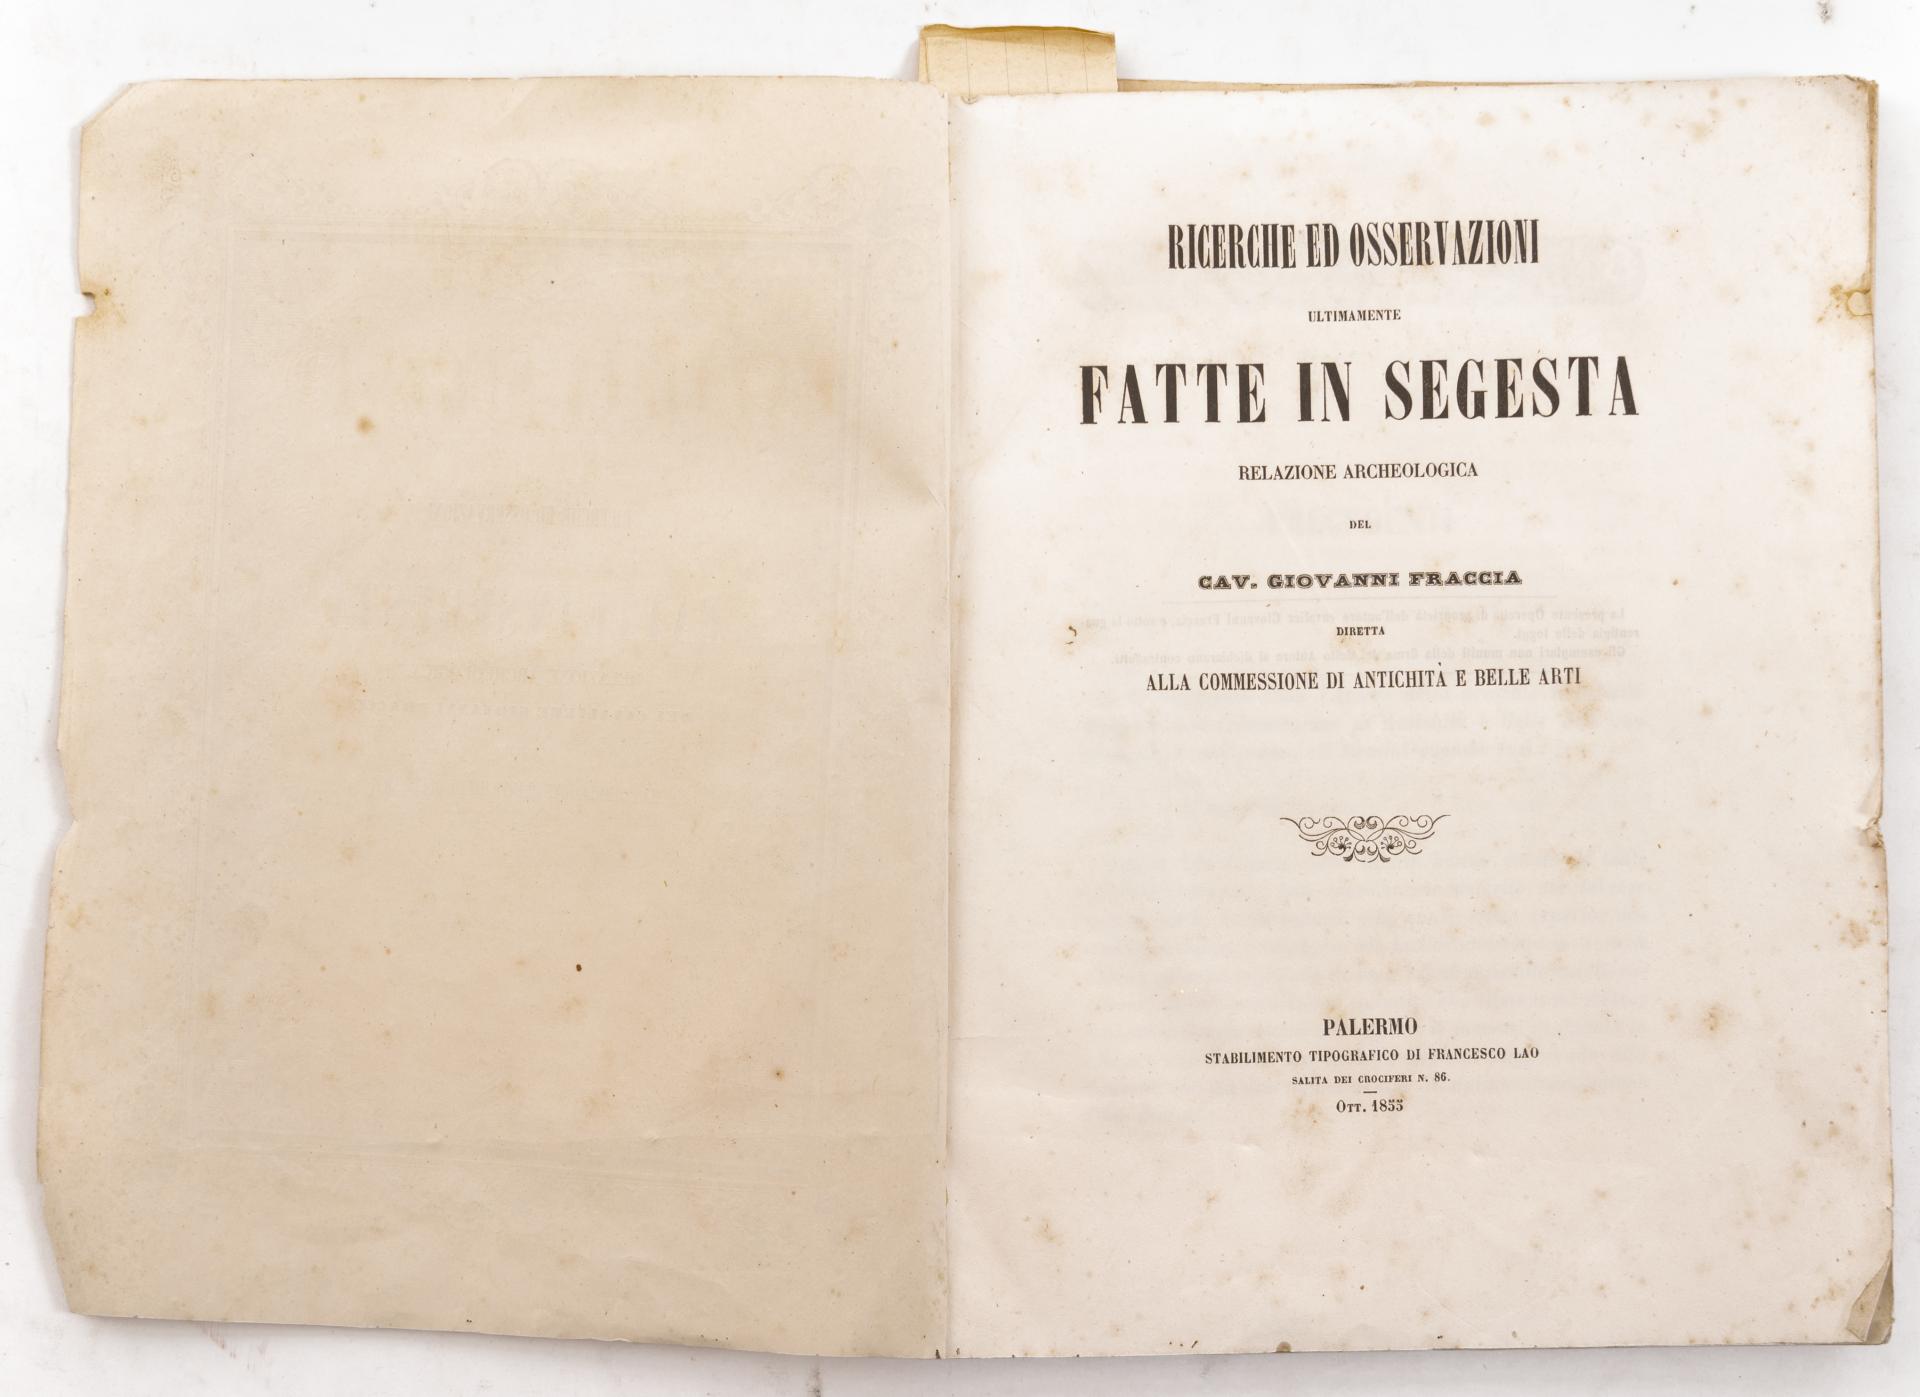 RICERCHE ED OSSERVAZIONI
ULTIMAMENTE
FATTE IN SEGESTA
RELAZIONE ARCHEOLOGICA
DEL
CAV. GIOVANNI FRACCIA
DIRETTA
ALLA COMMESSIONE DI ANTICHITÀ E BELLE ARTI
PALERMO
STABILIMENTO TIPOGRAFICO DI FRANCESCO LAO
SALITA DEI CROCIFERI N. 86.
OTT. 1855